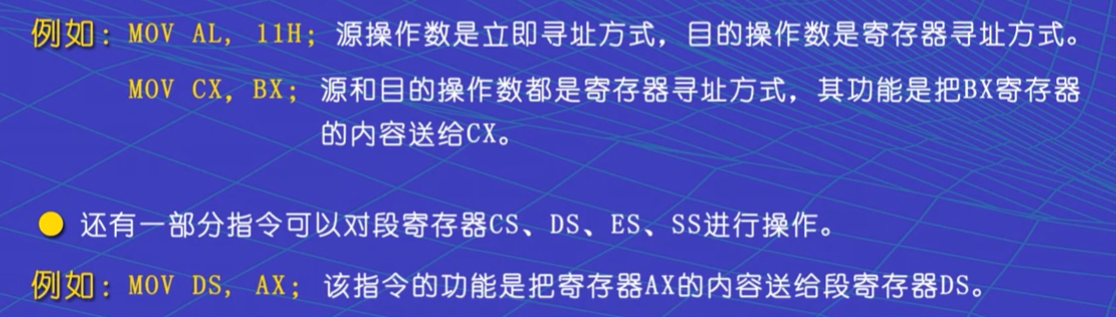 例如：MOV AL, 11H; 源操作数是立即寻址方式，目的操作数是寄存器寻址方式。
MOV CX, BX; 源和目的操作数都是寄存器寻址方式，其功能是把BX寄存器
的内容送给CX。
● 还有一部分指令可以对段寄存器CS、DS、ES、SS进行操作。
例如：MOV DS, AX; 该指令的功能是把寄存器AX的内容送给段寄存器DS。